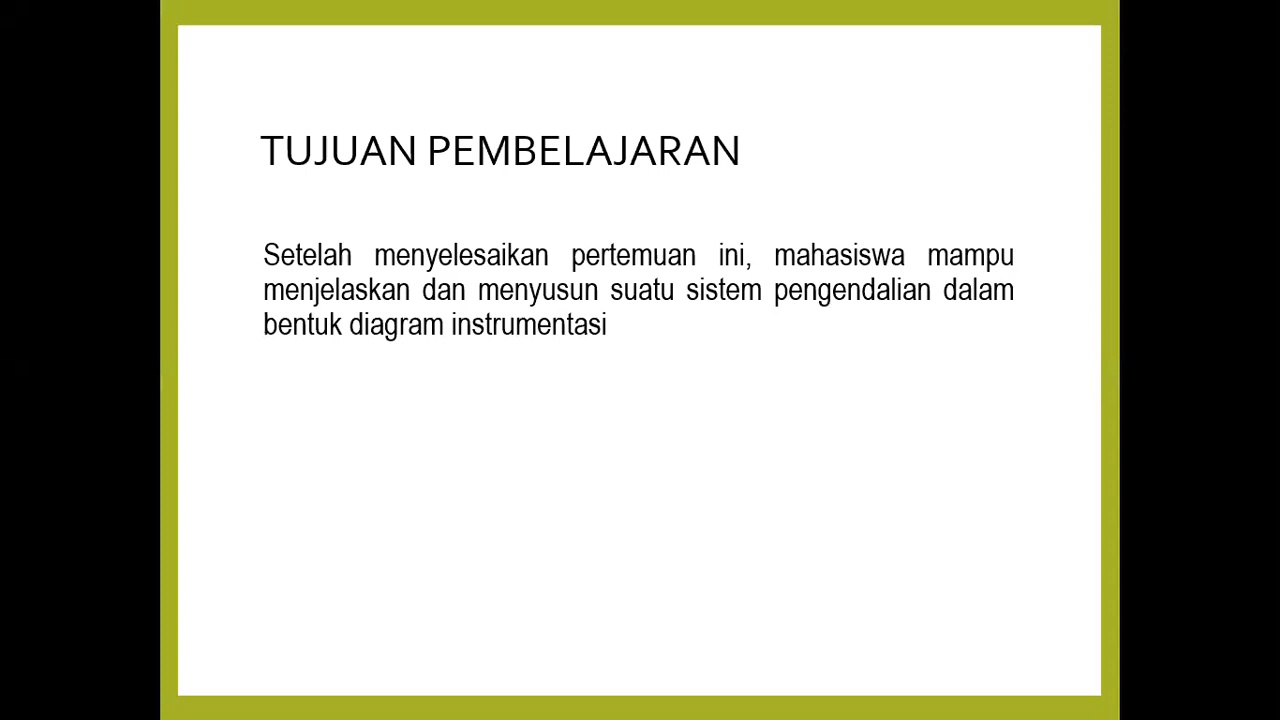 TUJUAN PEMBELAJARAN
Setelah menyelesaikan pertemuan ini, mahasiswa mampu
menjelaskan dan menyusun suatu sistem pengendalian dalam
bentuk diagram instrumentasi